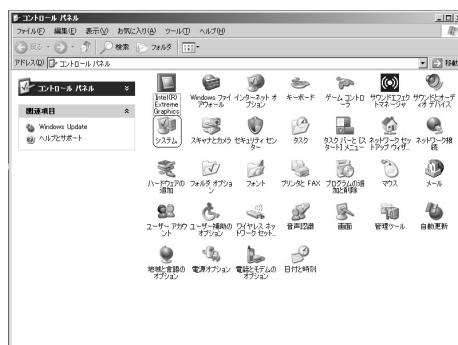 コントロール パネル
ファイル(F) 編集(E) 表示(V) お気に入り(A) ツール(T) ヘルプ(H)
戻る 検索 フォルダ
アドレス(D) コントロール パネル 移動
コントロール パネル
関連項目
Windows Update
ヘルプとサポート
Intel(R) Extreme Graphics
Windows ファイアウォール
インターネット オプション
キーボード
ゲーム コントローラ
サウンドエフェクトマネージャ
サウンドとオーディオ デバイス
システム
スキャナとカメラ
セキュリティ センター
タスク
タスク バーと [スタート] メニュー
ネットワーク セットアップ ウィザ...
ネットワーク接続
ハードウェアの追加
フォルダ オプション
フォント
プリンタと FAX
プログラムの追加と削除
マウス
メール
ユーザー アカウント
ユーザー補助のオプション
ワイヤレス ネットワーク セット...
音声認識
画面
管理ツール
自動更新
地域と言語のオプション
電源オプション
電話とモデムのオプション
日付と時刻